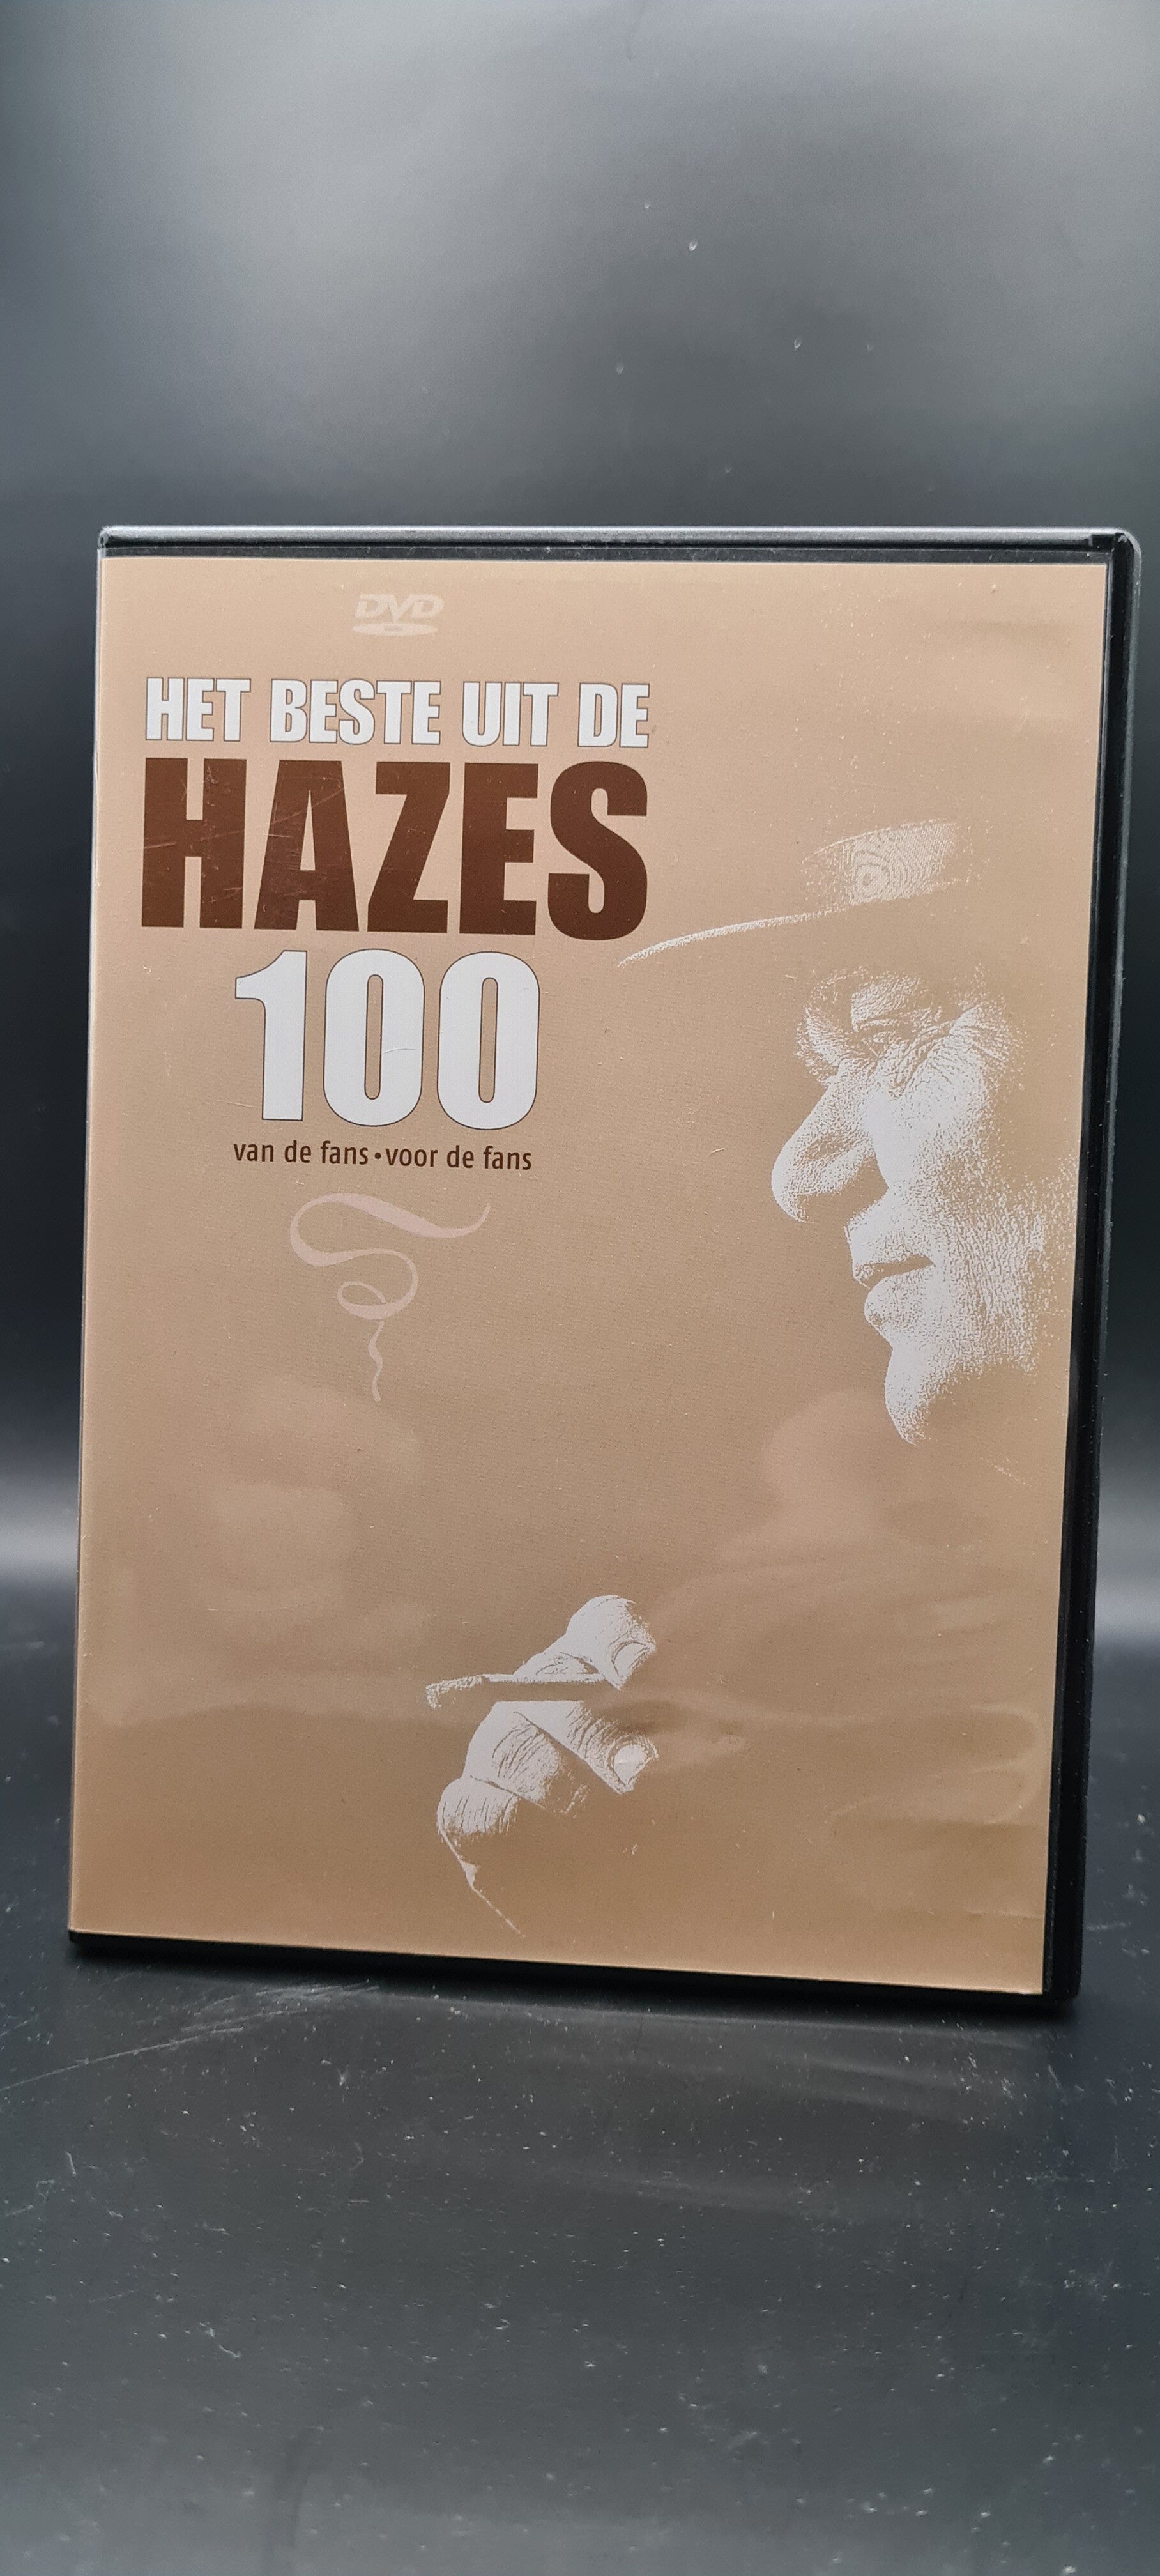 DVD
HET BESTE UIT DE
HAZES
100
van de fans•voor de fans